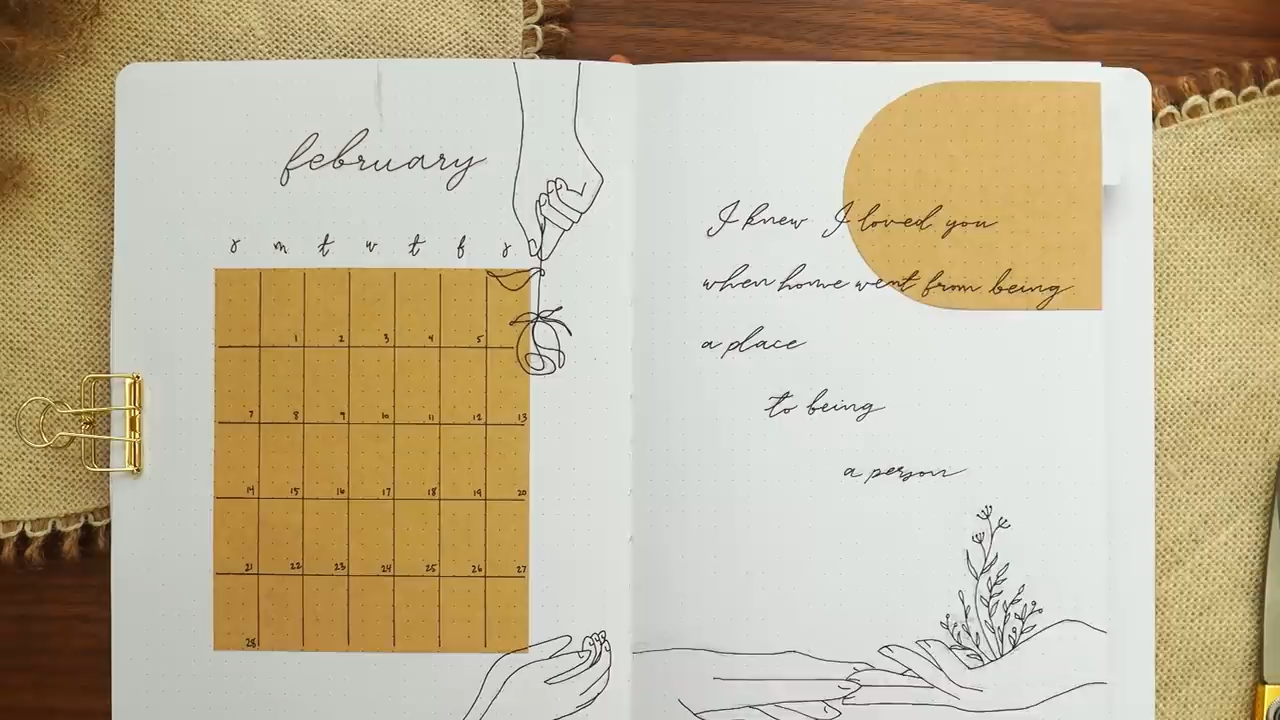 february
s m t w t f s
1 2 3 4 5
7 8 9 10 11 12 13
14 15 16 17 18 19 20
21 22 23 24 25 26 27
28
I knew I loved you
when home went from being
a place
to being
a person